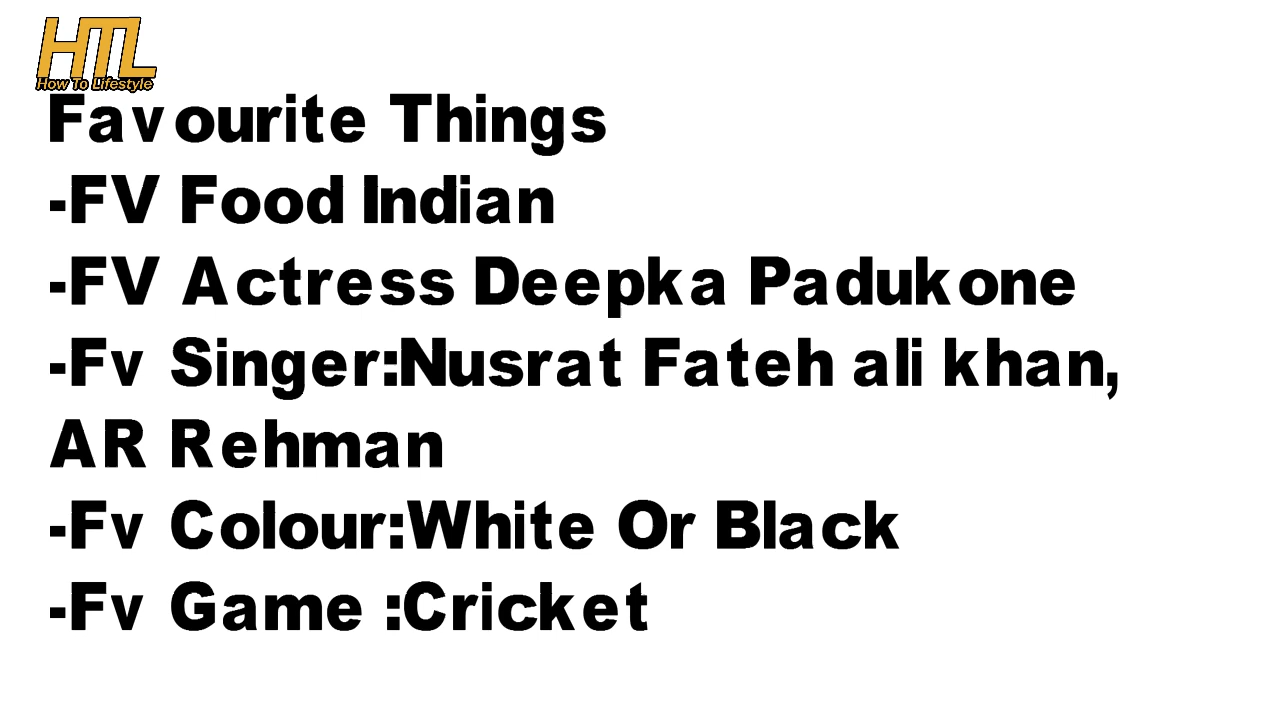 HTL
How To Lifestyle
Favourite Things
-FV Food Indian
-FV Actress Deepka Padukone
-Fv Singer:Nusrat Fateh ali khan,
AR Rehman
-Fv Colour:White Or Black
-Fv Game :Cricket